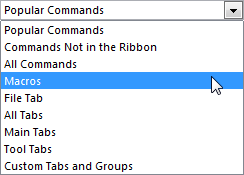 Popular Commands
Popular Commands
Commands Not in the Ribbon
All Commands
Macros
File Tab
All Tabs
Main Tabs
Tool Tabs
Custom Tabs and Groups